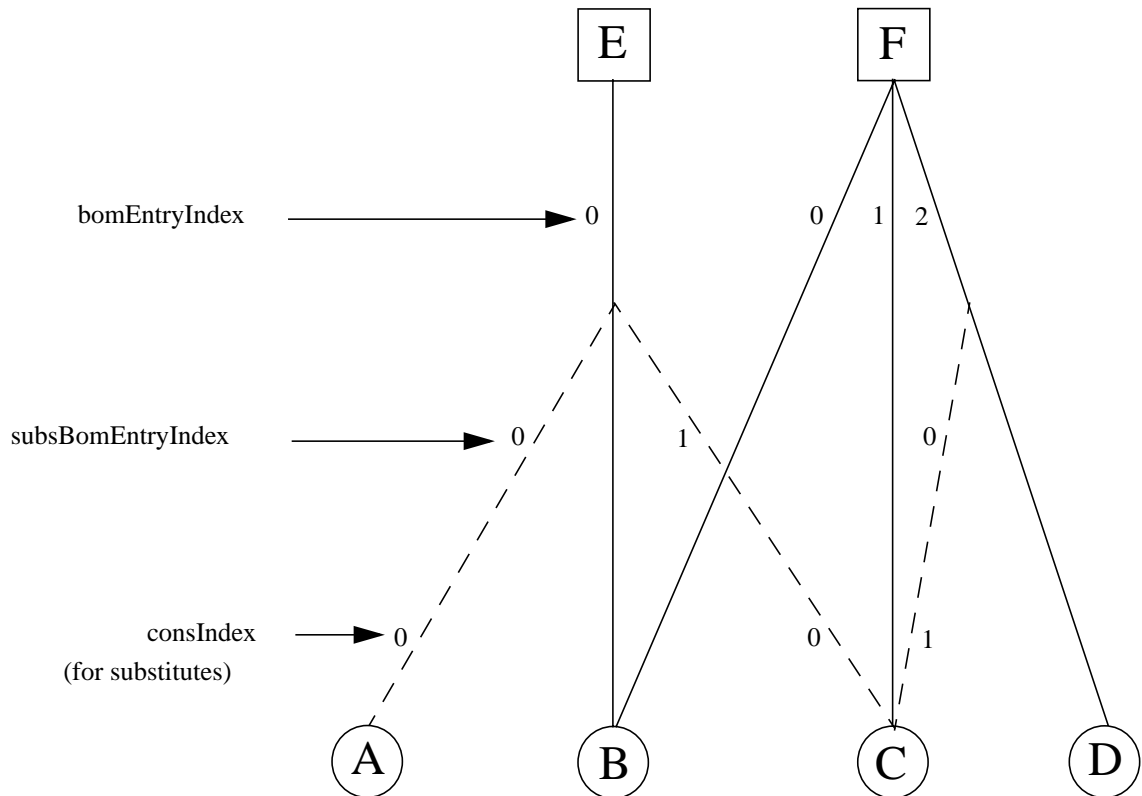 E F
bomEntryIndex 0 0 1 2
subsBomEntryIndex 0 1 0
consIndex 0 0 1
(for substitutes)
A B C D